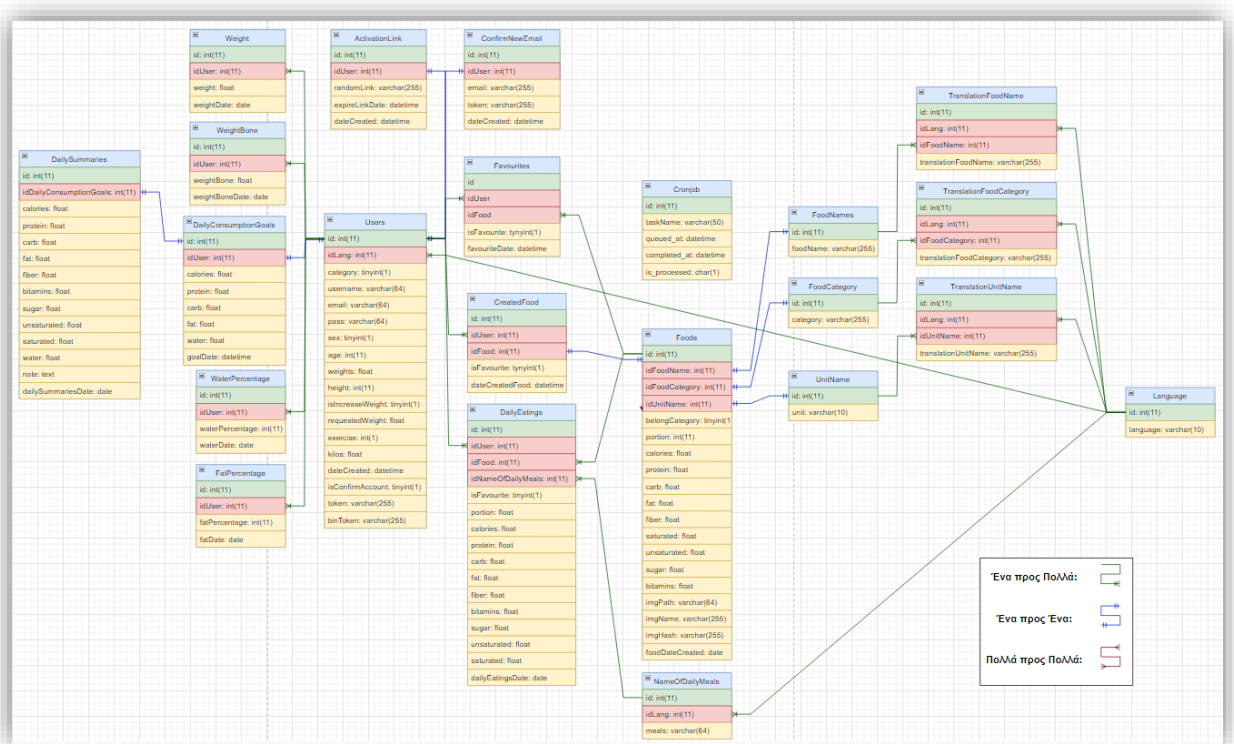 Weight
id: int(11)
idUser: int(11)
weight: float
weightDate: date
ActivationLink
id: int(11)
idUser: int(11)
randomLink: varchar(255)
expireLinkDate: datetime
dateCreated: datetime
ConfirmNewEmail
id: int(11)
idUser: int(11)
email: varchar(255)
token: varchar(255)
dateCreated: datetime
WeightBone
id: int(11)
idUser: int(11)
weightBone: float
weightBoneDate: date
DailySummaries
id: int(11)
idDailyConsumptionGoals: int(11)
calories: float
protein: float
carb: float
fat: float
fiber: float
bitamins: float
sugar: float
unsaturated: float
saturated: float
water: float
note: text
dailySummariesDate: date
DailyConsumptionGoals
id: int(11)
idUser: int(11)
calories: float
protein: float
carb: float
fat: float
water: float
goalDate: datetime
WaterPercentage
id: int(11)
idUser: int(11)
waterPercentage: int(11)
waterDate: date
FatPercentage
id: int(11)
idUser: int(11)
fatPercentage: int(11)
fatDate: date
Users
id: int(11)
idLang: int(11)
category: tinyint(1)
username: varchar(64)
email: varchar(64)
pass: varchar(64)
sex: tinyint(1)
age: int(11)
weights: float
height: int(11)
isIncreaseWeight: tinyint(1)
requestedWeight: float
exercise: int(1)
kilos: float
dateCreated: datetime
isConfirmAccount: tinyint(1)
token: varchar(255)
binToken: varchar(255)
Favourites
id
idUser
idFood
isFavourite: tynyint(1)
favouriteDate: datetime
CreatedFood
id: int(11)
idUser: int(11)
idFood: int(11)
isFavourite: tynyint(1)
dateCreatedFood: datetime
DailyEatings
id: int(11)
idUser: int(11)
idFood: int(11)
idNameOfDailyMeals: int(11)
isFavourite: tinyint(1)
portion: float
calories: float
protein: float
carb: float
fat: float
fiber: float
bitamins: float
sugar: float
unsaturated: float
saturated: float
dailyEatingsDate: date
Cronjob
id: int(11)
taskName: varchar(50)
queued_at: datetime
completed_at: datetime
is_processed: char(1)
Foods
id: int(11)
idFoodName: int(11)
idFoodCategory: int(11)
idUnitName: int(11)
belongCategory: tinyint(1
portion: int(11)
calories: float
protein: float
carb: float
fat: float
fiber: float
saturated: float
unsaturated: float
sugar: float
bitamins: float
imgPath: varchar(64)
imgName: varchar(255)
imgHash: varchar(255)
foodDateCreated: date
NameOfDailyMeals
id: int(11)
idLang: int(11)
meals: varchar(64)
FoodNames
id: int(11)
foodName: varchar(255)
FoodCategory
id: int(11)
category: varchar(255)
UnitName
id: int(11)
unit: varchar(10)
TranslationFoodName
id: int(11)
idLang: int(11)
idFoodName: int(11)
translationFoodName: varchar(255)
TranslationFoodCategory
id: int(11)
idLang: int(11)
idFoodCategory: int(11)
translationFoodCategory: varchar(255)
TranslationUnitName
id: int(11)
idLang: int(11)
idUnitName: int(11)
translationUnitName: varchar(255)
Language
id: int(11)
language: varchar(10)
Ένα προς Πολλά:
Ένα προς Ένα:
Πολλά προς Πολλά: